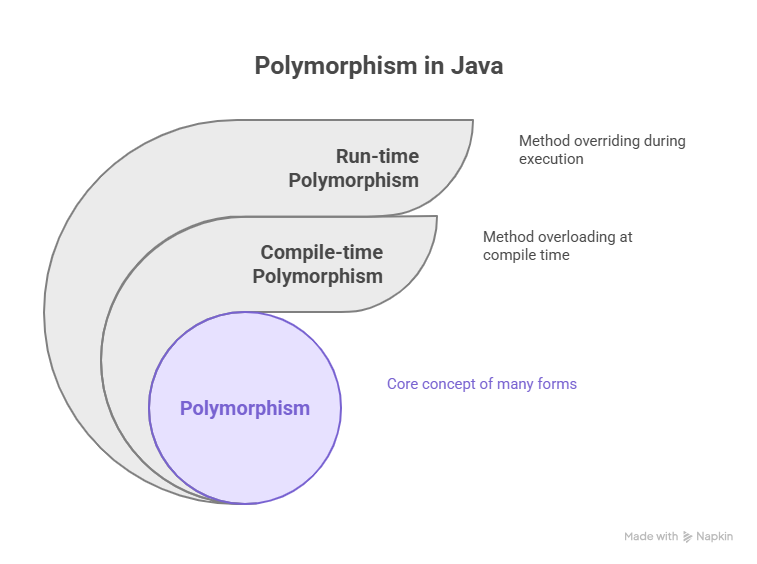 Polymorphism in Java
Run-time
Polymorphism
Method overriding during
execution
Compile-time
Polymorphism
Method overloading at
compile time
Polymorphism
Core concept of many forms
Made with Napkin